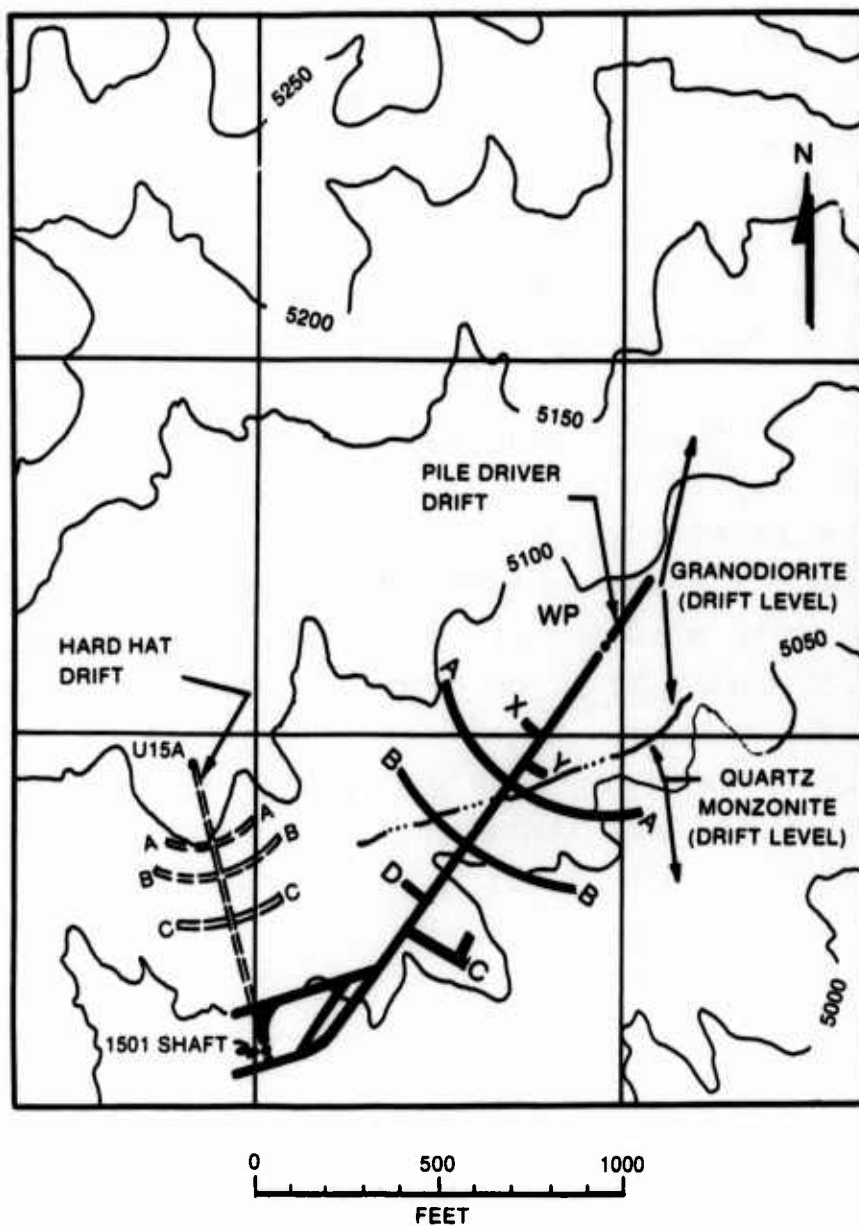 5250
N
5200
5150
PILE DRIVER
DRIFT
5100
GRANODIORITE
(DRIFT LEVEL)
WP
5050
HARD HAT
DRIFT
A
X
U15A
B
Y
QUARTZ
MONZONITE
(DRIFT LEVEL)
A
A
A
B
B
D
B
C
C
C
5000
1501 SHAFT
0 500 1000
FEET